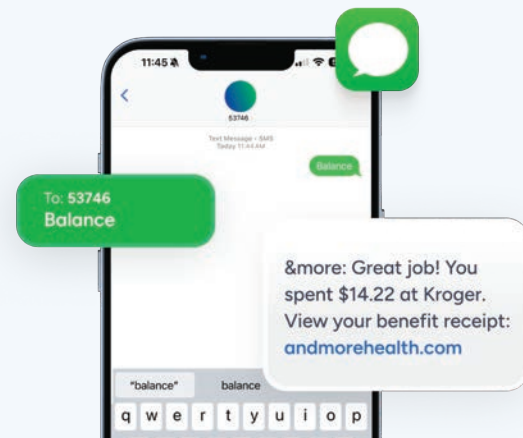 11:45
53746
Text Message • SMS
Today 11:44 AM
Balance
To: 53746
Balance
&more: Great job! You
spent $14.22 at Kroger.
View your benefit receipt:
andmorehealth.com
"balance"
balance
q w e r t y u i o p